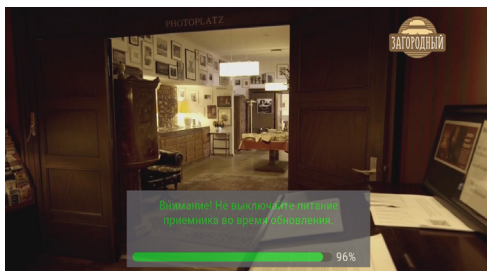 PHOTOPLATZ
ЗАГОРОДНЫЙ
Внимание! Не выключайте питание
приемника во время обновления.
96%